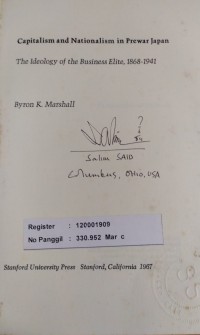 Capitalism and Nationalism in Prewar Japan
The Ideology of the Business Elite, 1868-1941
Byron K. Marshall
Salim SAID
Columbus, Ohio, USA
Register : 120001909
No Panggil : 330.952 Mar c
Stanford University Press Stanford, California 1967